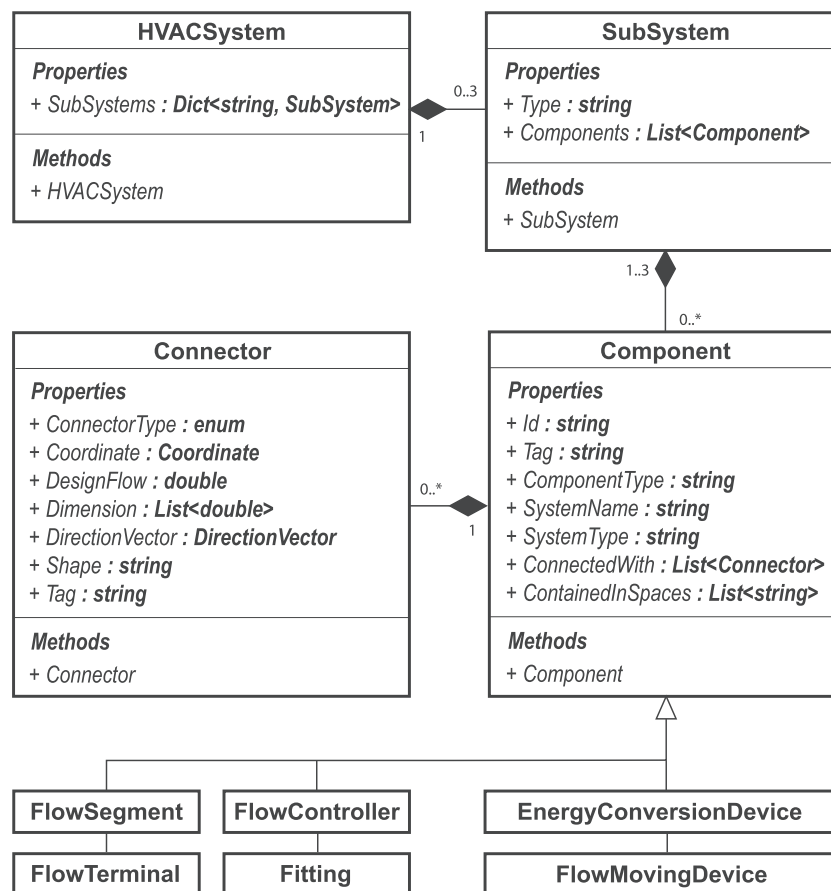 HVACSystem
Properties
+ SubSystems : Dict<string, SubSystem>
Methods
+ HVACSystem
0..3
1
SubSystem
Properties
+ Type : string
+ Components : List<Component>
Methods
+ SubSystem
1..3
0..*
Connector
Properties
+ ConnectorType : enum
+ Coordinate : Coordinate
+ DesignFlow : double
+ Dimension : List<double>
+ DirectionVector : DirectionVector
+ Shape : string
+ Tag : string
Methods
+ Connector
0..*
1
Component
Properties
+ Id : string
+ Tag : string
+ ComponentType : string
+ SystemName : string
+ SystemType : string
+ ConnectedWith : List<Connector>
+ ContainedInSpaces : List<string>
Methods
+ Component
FlowSegment
FlowController
EnergyConversionDevice
FlowTerminal
Fitting
FlowMovingDevice